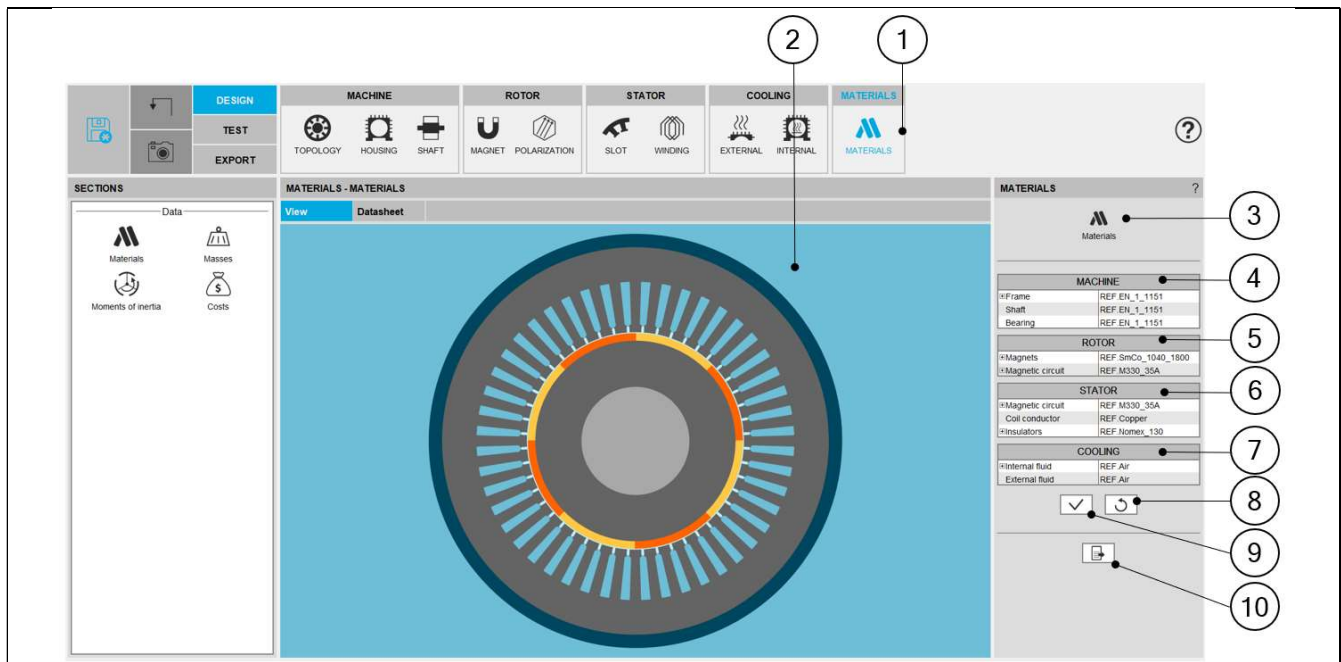 2 1
DESIGN MACHINE ROTOR STATOR COOLING MATERIALS
TEST
EXPORT
TOPOLOGY HOUSING SHAFT MAGNET POLARIZATION SLOT WINDING EXTERNAL INTERNAL MATERIALS
?
SECTIONS
Data
Materials Masses
Moments of inertia Costs
$
MATERIALS - MATERIALS
View Datasheet
MATERIALS ?
Materials
3
MACHINE
4
Frame REF.EN_1_1151
Shaft REF.EN_1_1151
Bearing REF.EN_1_1151
ROTOR
5
Magnets REF.SmCo_1040_1800
Magnetic circuit REF.M330_35A
STATOR
6
Magnetic circuit REF.M330_35A
Coil conductor REF.Copper
Insulators REF.Nomex_130
COOLING
7
Internal fluid REF.Air
External fluid REF.Air
8
9
10